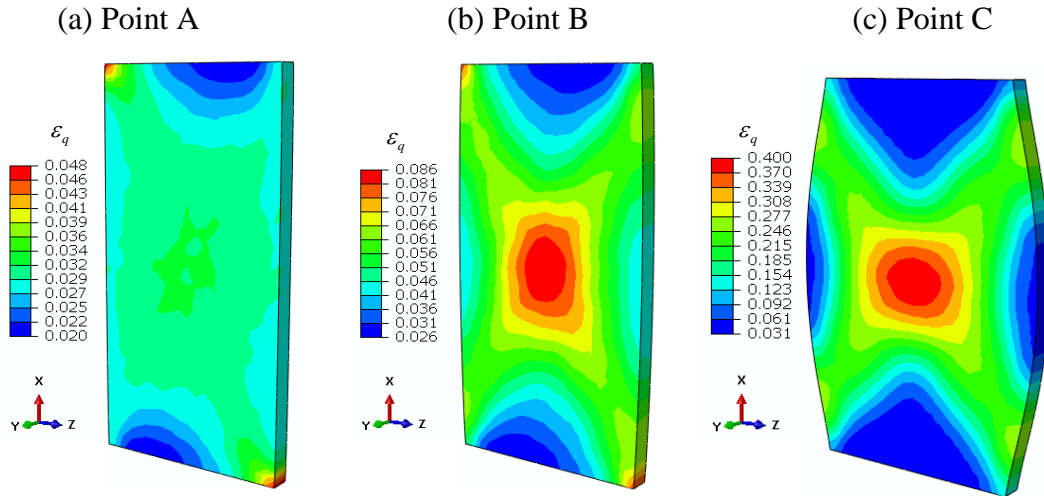 (a) Point A
(b) Point B
(c) Point C
ε_q
0.048
0.046
0.043
0.041
0.039
0.036
0.034
0.032
0.029
0.027
0.025
0.022
0.020
X
Y
Z
ε_q
0.086
0.081
0.076
0.071
0.066
0.061
0.056
0.051
0.046
0.041
0.036
0.031
0.026
X
Y
Z
ε_q
0.400
0.370
0.339
0.308
0.277
0.246
0.215
0.185
0.154
0.123
0.092
0.061
0.031
X
Y
Z